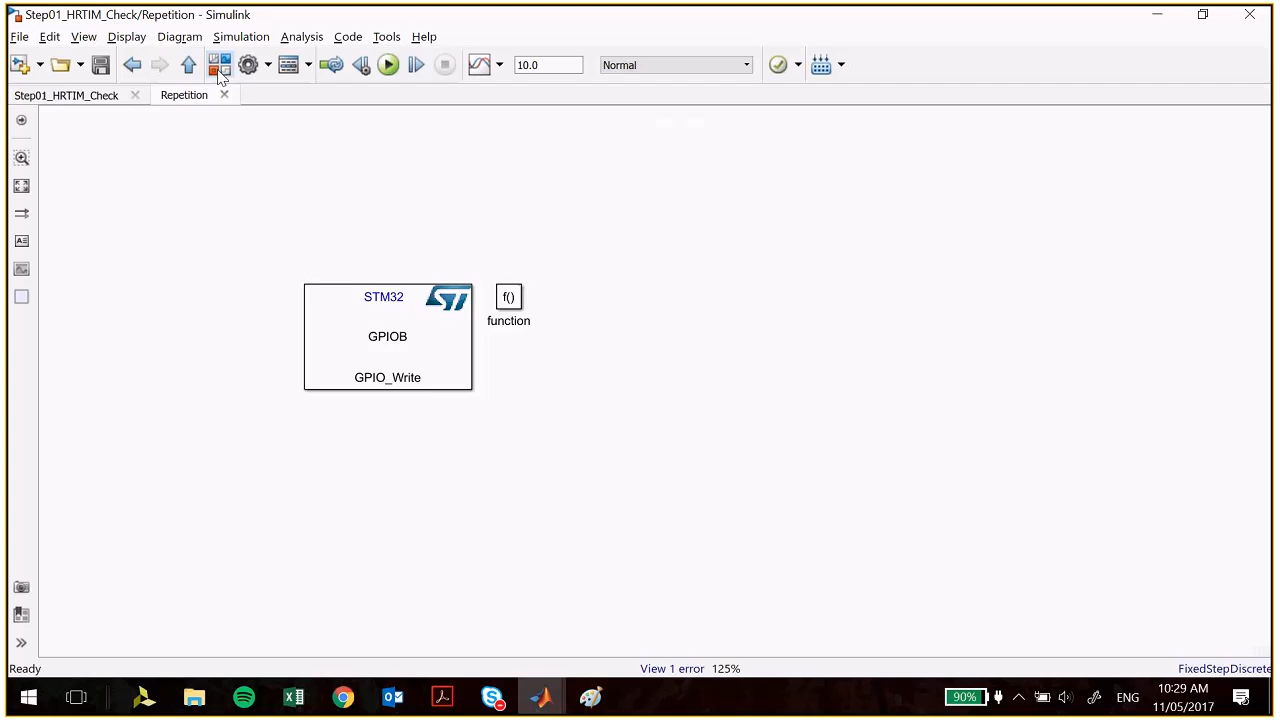 Step01_HRTIM_Check/Repetition - Simulink
File Edit View Display Diagram Simulation Analysis Code Tools Help
10.0 Normal
Step01_HRTIM_Check Repetition
STM32
f()
function
GPIOB
GPIO_Write
Ready View 1 error 125% FixedStepDiscrete
90% ENG 10:29 AM
11/05/2017